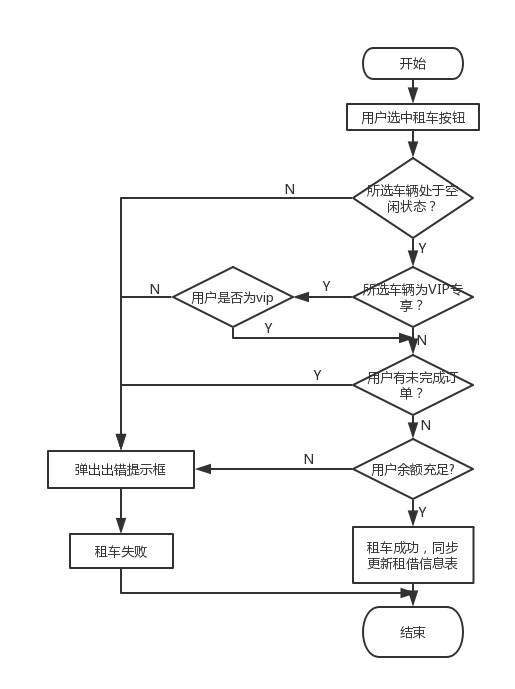 开始
用户选中租车按钮
所选车辆处于空
闲状态？
N
Y
所选车辆为VIP专
享？
Y
用户是否为vip
N
Y
N
用户有未完成订
单？
Y
N
用户余额充足?
N
弹出出错提示框
Y
租车成功，同步
更新租借信息表
租车失败
结束